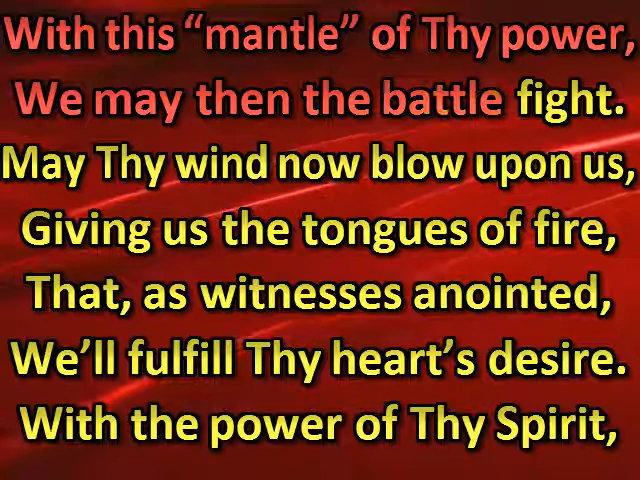 With this “mantle” of Thy power,
We may then the battle fight.
May Thy wind now blow upon us,
Giving us the tongues of fire,
That, as witnesses anointed,
We’ll fulfill Thy heart’s desire.
With the power of Thy Spirit,